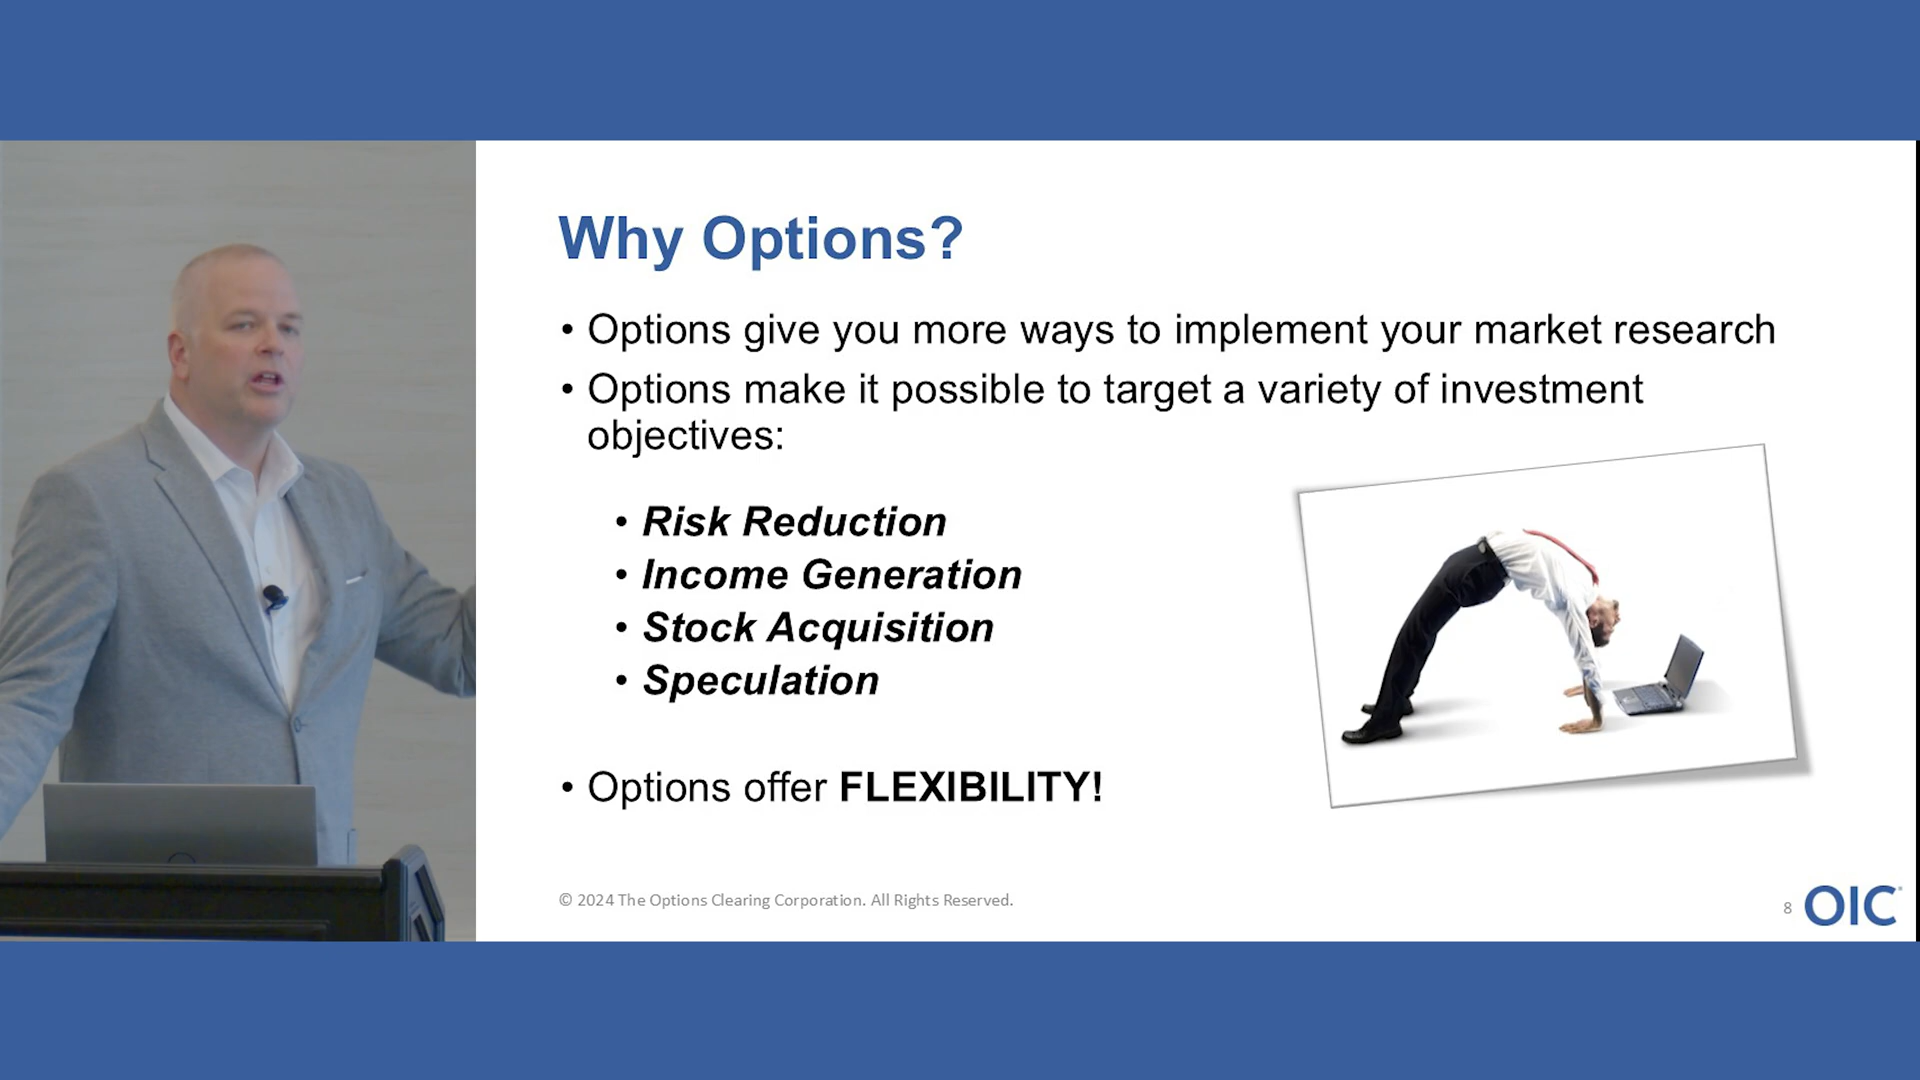 Why Options?
• Options give you more ways to implement your market research
• Options make it possible to target a variety of investment
objectives:
• Risk Reduction
• Income Generation
• Stock Acquisition
• Speculation
• Options offer FLEXIBILITY!
© 2024 The Options Clearing Corporation. All Rights Reserved.
8
OIC